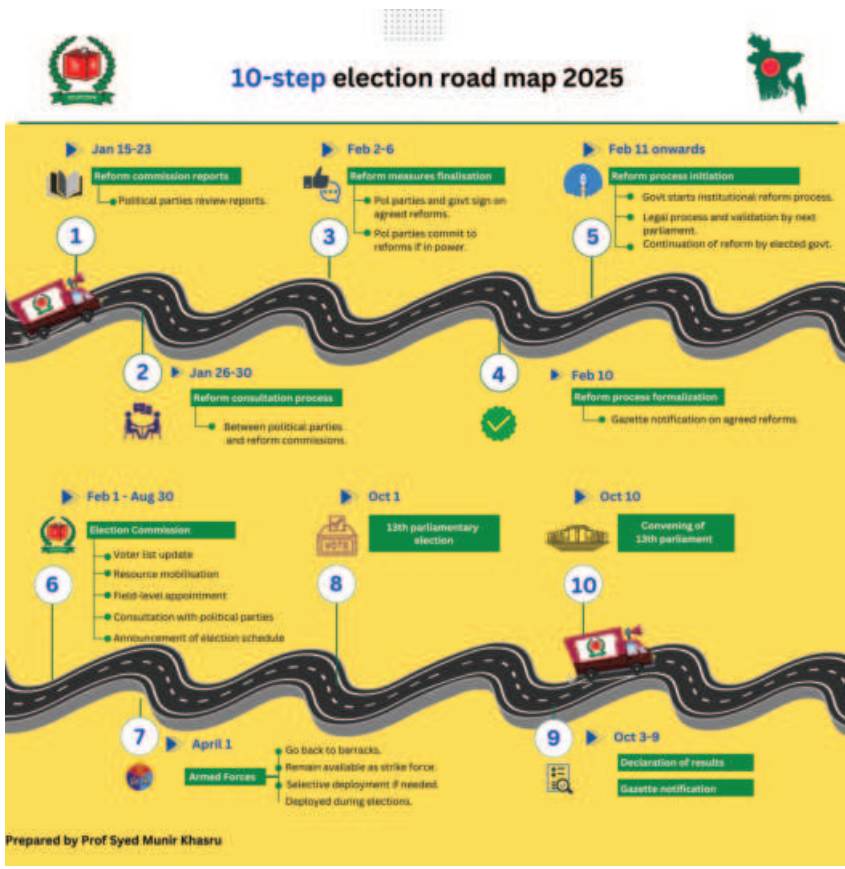 10-step election road map 2025
Jan 15-23
Reform commission reports
Political parties review reports.
1
Jan 26-30
2
Reform consultation process
Between political parties
and reform commissions.
Feb 2-6
Reform measures finalisation
Pol parties and govt sign on
agreed reforms.
Pol parties commit to
reforms if in power.
3
4
Feb 10
Reform process formalization
Gazette notification on agreed reforms.
Feb 11 onwards
Reform process initiation
Govt starts institutional reform process.
Legal process and validation by next
parliament.
Continuation of reform by elected govt.
5
Feb 1 - Aug 30
Election Commission
Voter list update
Resource mobilisation
Field-level appointment
Consultation with political parties
Announcement of election schedule
6
7
April 1
Armed Forces
Go back to barracks.
Remain available as strike force.
Selective deployment if needed.
Deployed during elections.
Oct 1
13th parliamentary
election
VOTE
8
9
Oct 3-9
Declaration of results
Gazette notification
Oct 10
Convening of
13th parliament
10
Prepared by Prof Syed Munir Khasru